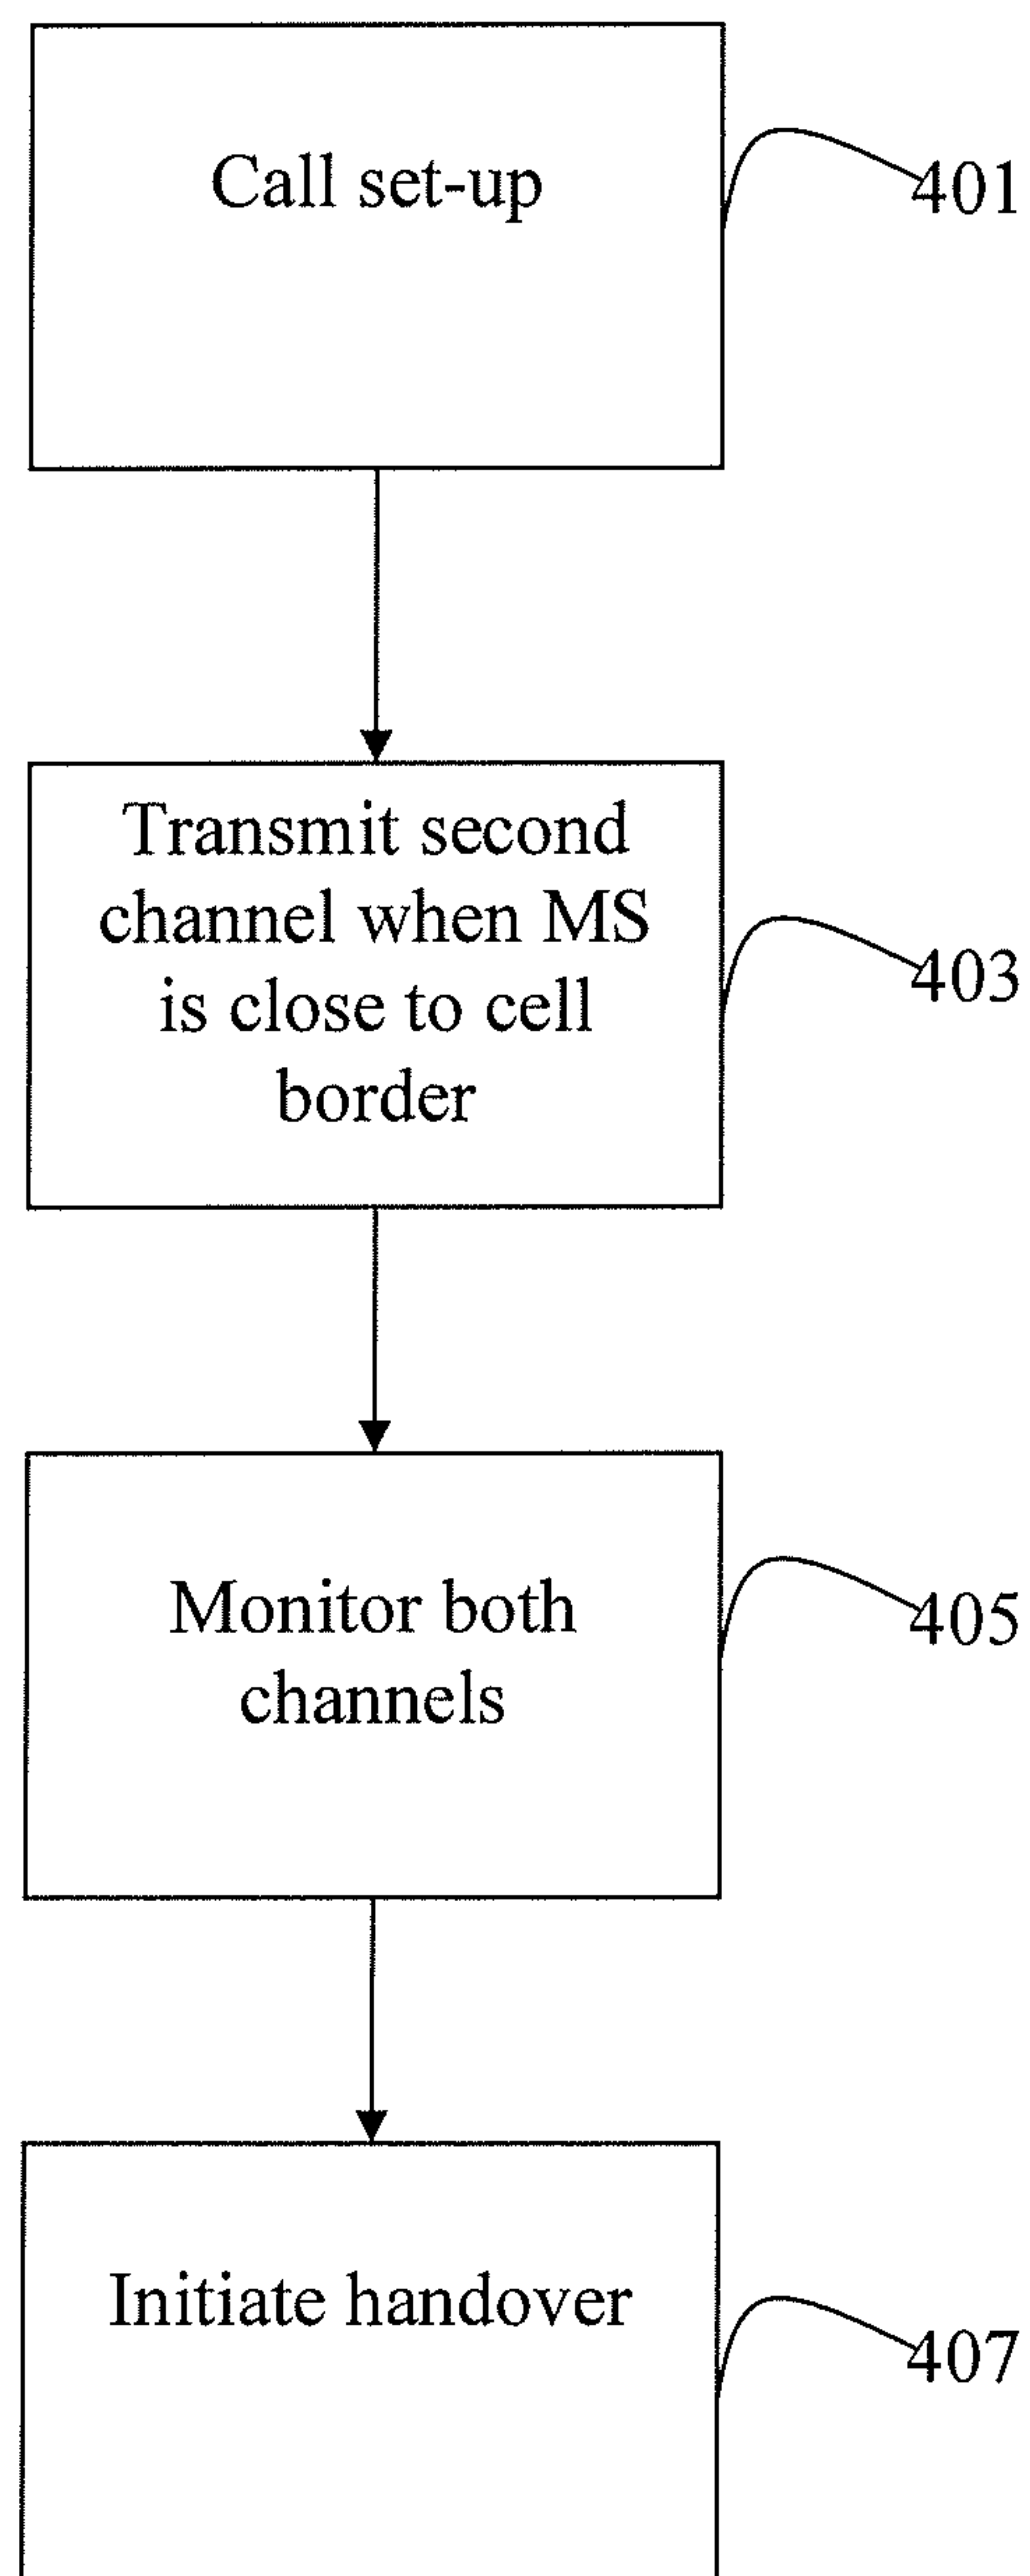 Call set-up
401
Transmit second
channel when MS
is close to cell
border
403
Monitor both
channels
405
Initiate handover
407